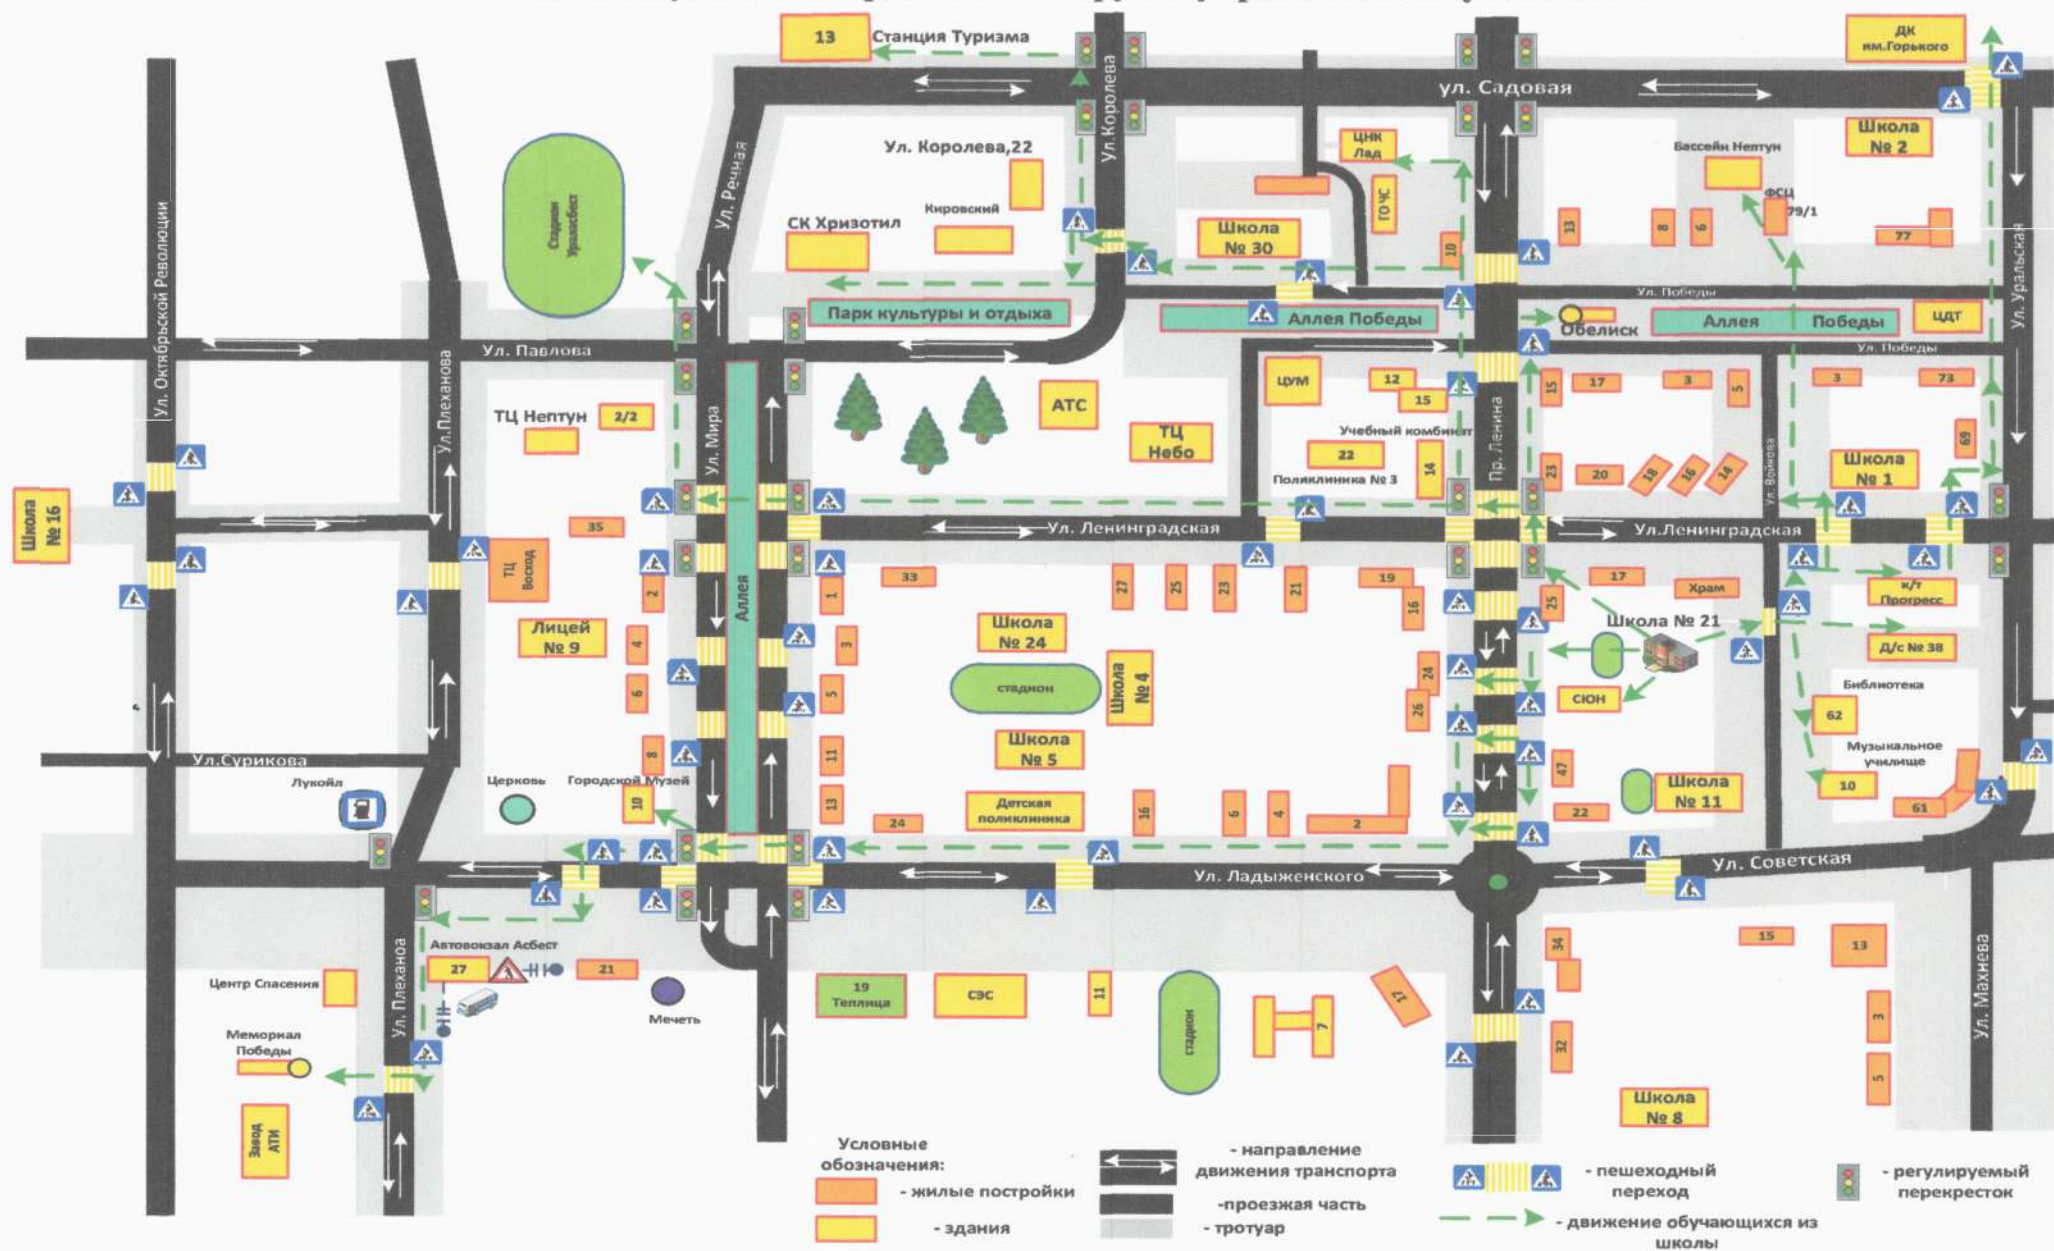 13
Станция Туризма
ДК
им.Горького
ул. Садовая
Ул.Королева
Ул. Королева,22
ЦНК
Лад
ГО ЧС
Школа
№ 2
Бассейн Нептун
ФСЦ
79/1
13
8
6
77
Ул. Октябрьской Революции
Стадион
Ураласбест
Ул. Речная
СК Хризотил
Кировский
Школа
№ 30
10
Ул. Победы
Ул. Уральская
Парк культуры и отдыха
Аллея Победы
Обелиск
Аллея
Победы
ЦДТ
Ул. Павлова
Ул. Победы
Ул.Плеханова
ТЦ Нептун
2/2
Ул. Мира
АТС
ТЦ
Небо
ЦУМ
12
15
Учебный комбинат
22
14
Поликлиника № 3
Пр. Ленина
15
17
3
5
3
73
23
20
18
16
14
Ул. Войкова
Школа
№ 1
69
Школа
№ 16
35
Ул. Ленинградская
Ул.Ленинградская
ТЦ
Восход
2
Аллея
1
33
27
25
23
21
19
16
25
17
Храм
к/т
Прогресс
Лицей
№ 9
4
3
Школа
№ 24
Школа № 21
Д/с № 38
6
5
стадион
Школа
№ 4
24
26
СЮН
Библиотека
62
Ул.Сурикова
8
11
Школа
№ 5
47
Музыкальное
училище
Лукойл
Церковь
Городской Музей
10
13
24
Детская
поликлиника
16
6
4
2
22
Школа
№ 11
10
61
Ул. Ладыженского
Ул. Советская
Ул. Плеханоа
Автовокзал Асбест
27
21
Центр Спасения
Мечеть
Мемориал
Победы
Завод
АТИ
19
Теплица
СЭС
11
стадион
7
17
34
15
13
32
3
5
Ул. Махнева
Школа
№ 8
Условные
обозначения:
- жилые постройки
- здания
- направление
движения транспорта
-проезжая часть
- тротуар
- пешеходный
переход
- движение обучающихся из
школы
- регулируемый
перекресток